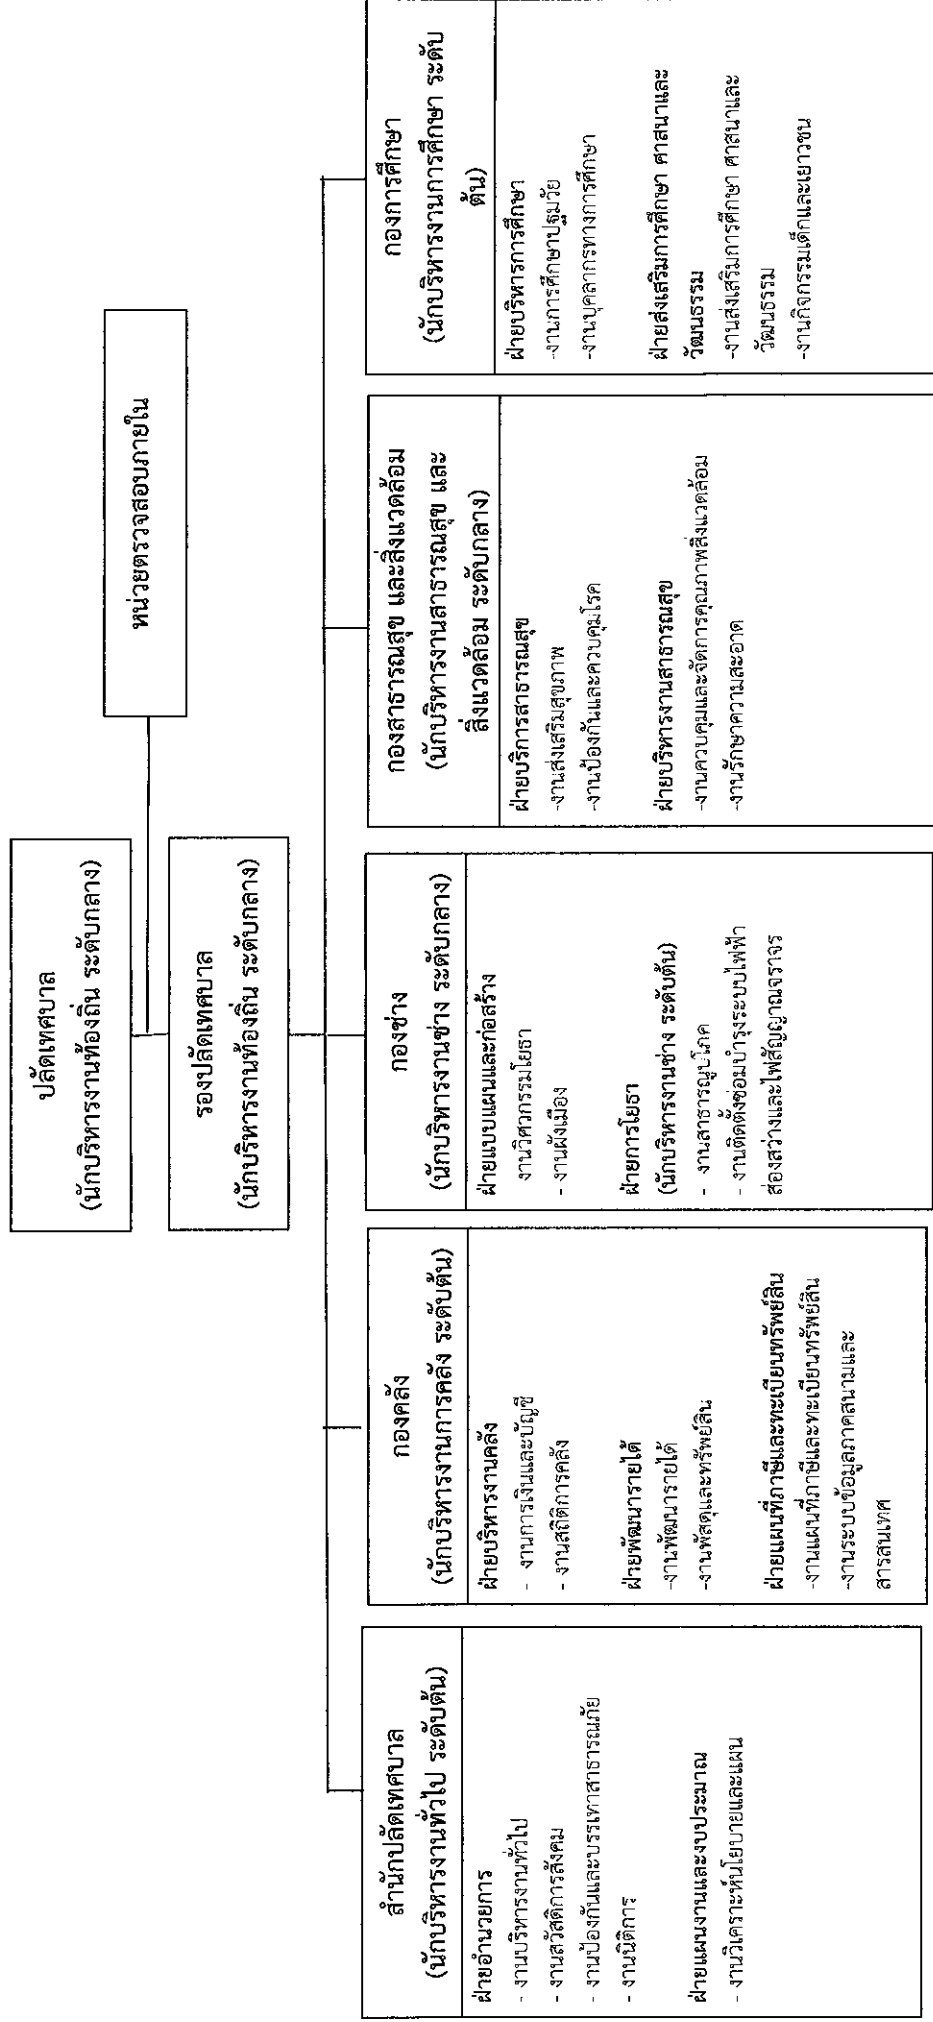 ปลัดเทศบาล
(นักบริหารงานท้องถิ่น ระดับกลาง)
หน่วยตรวจสอบภายใน
รองปลัดเทศบาล
(นักบริหารงานท้องถิ่น ระดับกลาง)
สำนักปลัดเทศบาล
(นักบริหารงานทั่วไป ระดับต้น)
ฝ่ายอำนวยการ
- งานบริหารงานทั่วไป
- งานสวัสดิการสังคม
- งานป้องกันและบรรเทาสาธารณภัย
- งานนิติการ
ฝ่ายแผนงานและงบประมาณ
- งานวิเคราะห์นโยบายและแผน
กองคลัง
(นักบริหารงานการคลัง ระดับต้น)
ฝ่ายบริหารงานคลัง
- งานการเงินและบัญชี
- งานสถิติการคลัง
ฝ่ายพัฒนารายได้
-งานพัฒนารายได้
-งานพัสดุและทรัพย์สิน
ฝ่ายแผนที่ภาษีและทะเบียนทรัพย์สิน
-งานแผนที่ภาษีและทะเบียนทรัพย์สิน
-งานระบบข้อมูลภาคสนามและ
สารสนเทศ
กองช่าง
(นักบริหารงานช่าง ระดับกลาง)
ฝ่ายแบบแผนและก่อสร้าง
งานวิศวกรรมโยธา
- งานผังเมือง
ฝ่ายการโยธา
(นักบริหารงานช่าง ระดับต้น)
- งานสาธารณูปโภค
- งานติดตั้งซ่อมบำรุงระบบไฟฟ้า
ส่องสว่างและไฟสัญญาณจราจร
กองสาธารณสุข และสิ่งแวดล้อม
(นักบริหารงานสาธารณสุข และ
สิ่งแวดล้อม ระดับกลาง)
ฝ่ายบริการสาธารณสุข
-งานส่งเสริมสุขภาพ
-งานป้องกันและควบคุมโรค
ฝ่ายบริหารงานสาธารณสุข
-งานควบคุมและจัดการคุณภาพสิ่งแวดล้อม
-งานรักษาความสะอาด
กองการศึกษา
(นักบริหารงานการศึกษา ระดับ
ต้น)
ฝ่ายบริหารการศึกษา
-งานการศึกษาปฐมวัย
-งานบุคลากรทางการศึกษา
ฝ่ายส่งเสริมการศึกษา ศาสนาและ
วัฒนธรรม
-งานส่งเสริมการศึกษา ศาสนาและ
วัฒนธรรม
-งานกิจกรรมเด็กและเยาวชน